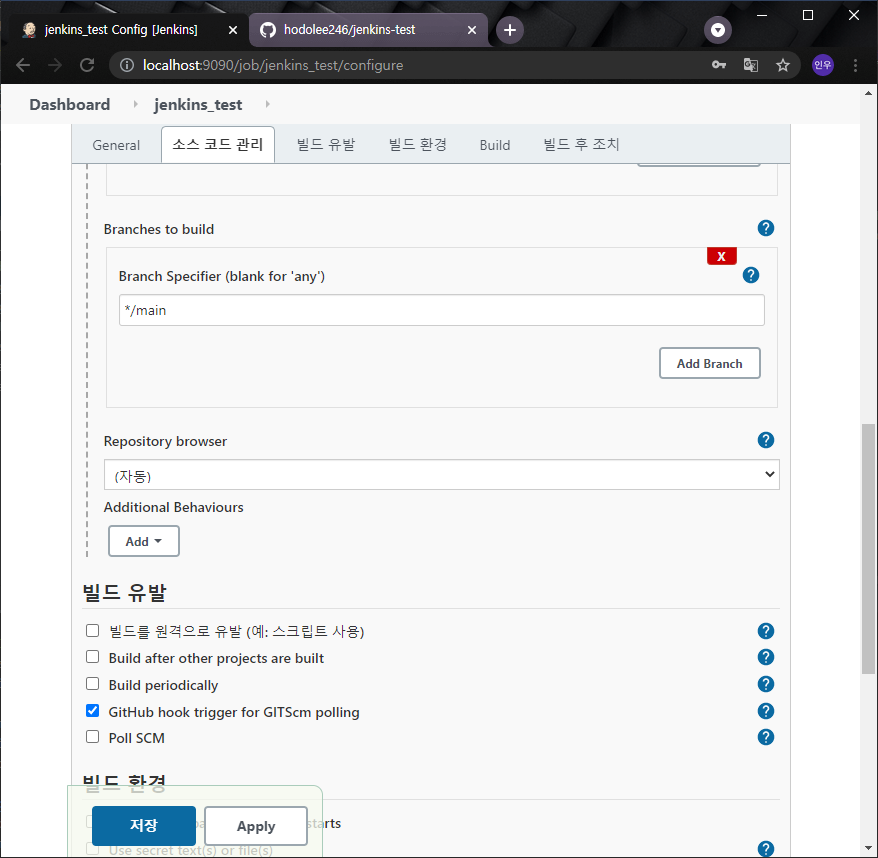 jenkins_test Config [Jenkins]
hodolee246/jenkins-test
localhost:9090/job/jenkins_test/configure
인우
Dashboard
jenkins_test
General
소스 코드 관리
빌드 유발
빌드 환경
Build
빌드 후 조치
Branches to build
?
X
Branch Specifier (blank for 'any')
?
*/main
Add Branch
Repository browser
?
(자동)
Additional Behaviours
Add
빌드 유발
빌드를 원격으로 유발 (예: 스크립트 사용)
?
Build after other projects are built
?
Build periodically
?
GitHub hook trigger for GITScm polling
?
Poll SCM
?
빌드 환경
starts
저장
Apply
Use secret text(s) or file(s)
?